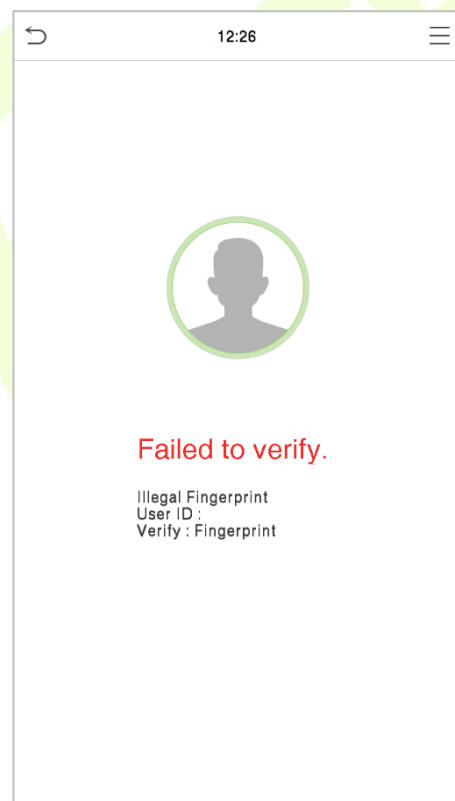 12:26
Failed to verify.
Illegal Fingerprint
User ID :
Verify : Fingerprint